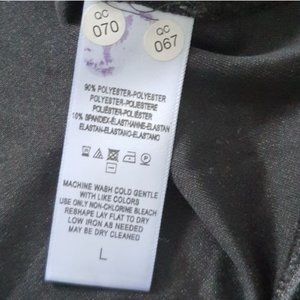 QC
070
QC
067
90% POLYESTER-POLYESTER
POLYESTER-POLIESTERE
POLIÉSTER-POLIÉSTER
10% SPANDEX-ÉLASTHANNE-ELASTAN
ELASTAN-ELASTANO-ELASTANO
MACHINE WASH COLD GENTLE
WITH LIKE COLORS
USE ONLY NON-CHLORINE BLEACH
RESHAPE LAY FLAT TO DRY
LOW IRON AS NEEDED
MAY BE DRY CLEANED
L